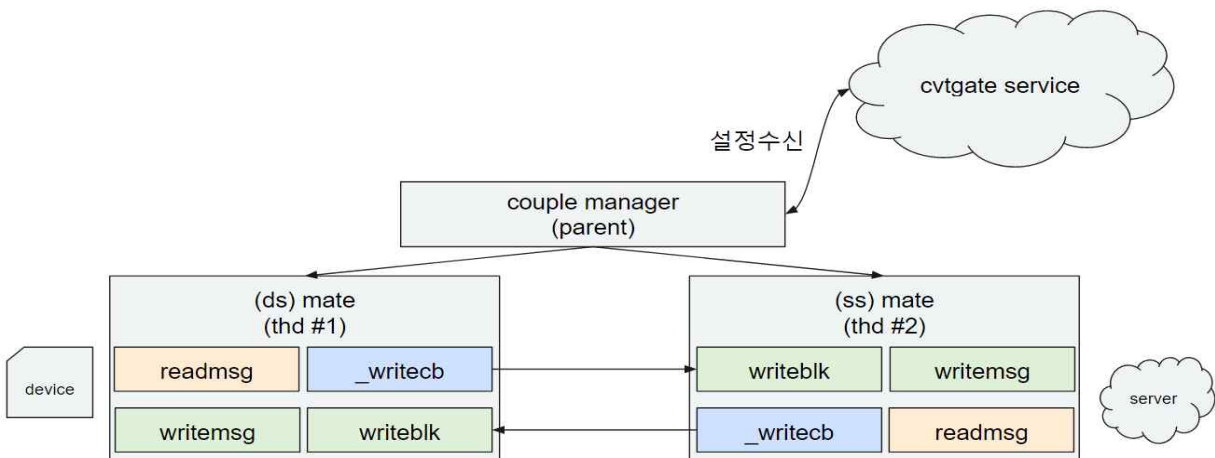 cvtgate service
설정수신
couple manager
(parent)
(ds) mate
(thd #1)
(ss) mate
(thd #2)
device
readmsg
_writecb
writeblk
writemsg
server
writemsg
writeblk
_writecb
readmsg